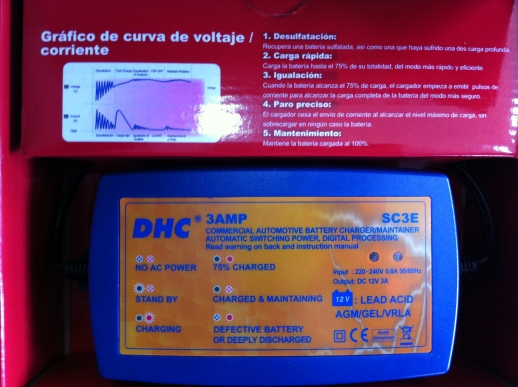 Gráfico de curva de voltaje /
corriente
1. Desulfatación:
Recupera una batería sulfatada, así como una que haya sufrido una des carga profunda
2. Carga rápida:
Carga la batería hasta el 75% de su totalidad, del modo más rápido y eficiente.
3. Igualación:
Cuando la batería alcanza el 75% de carga, el cargador empieza a emitir pulsos de
corriente para alcanzar la carga completa de la batería del modo más seguro.
4. Paro preciso:
El cargador cesa el envío de corriente al alcanzar el nivel máximo de carga, sin
sobrecargar en ningún caso la batería.
5. Mantenimiento:
Mantiene la batería cargada al 100%.
DHC® 3AMP SC3E
COMMERCIAL AUTOMOTIVE BATTERY CHARGER/MAINTAINER
AUTOMATIC SWITCHING POWER, DIGITAL PROCESSING
Read warning on back and instruction manual
NO AC POWER 75% CHARGED
Input : 220-240V 0.8A 50/60Hz
Output: DC 12V 3A
STAND BY CHARGED & MAINTAINING
12V : LEAD ACID
AGM/GEL/VRLA
CHARGING DEFECTIVE BATTERY
OR DEEPLY DISCHARGED
CE RoHS